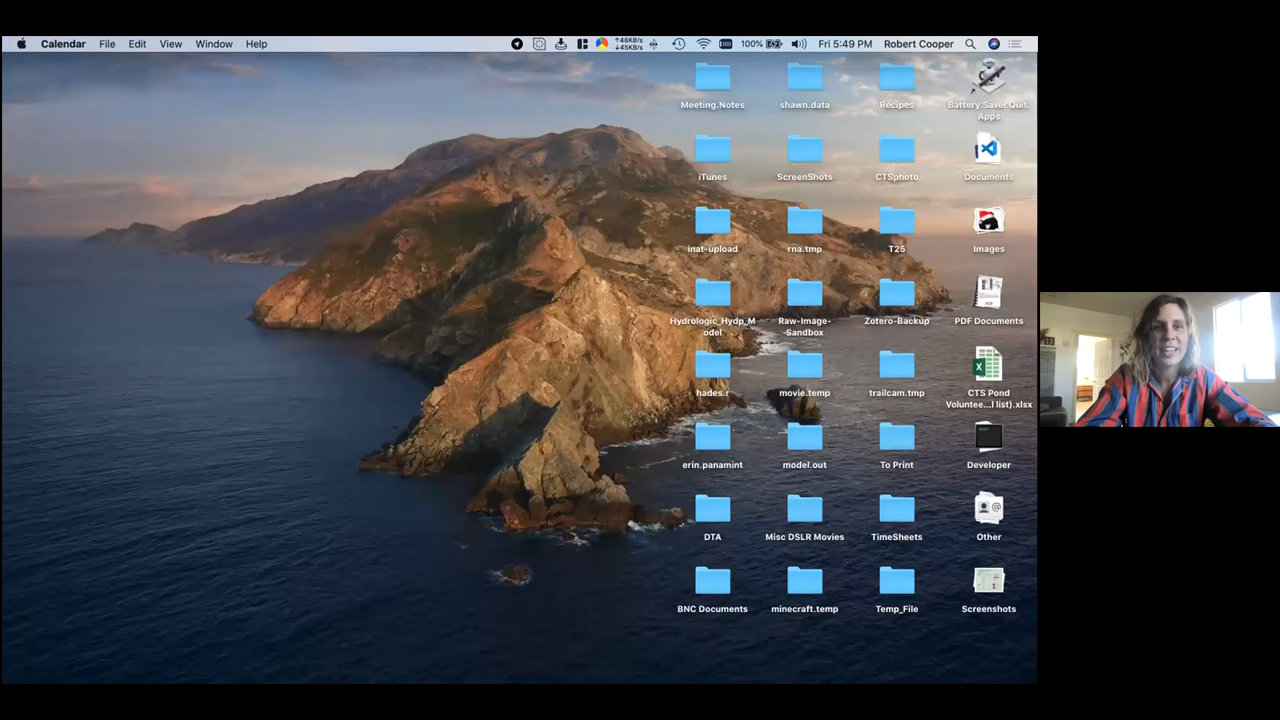 Calendar File Edit View Window Help
↑48KB/s
↓45KB/s
100% Fri 5:49 PM Robert Cooper
Meeting.Notes shawn.data Recipes Battery.Saver.Quit.
Apps
iTunes ScreenShots CTSphoto Documents
inat-upload rna.tmp T25 Images
Hydrologic_Hydp_M
odel
Raw-Image-
-Sandbox
Zotero-Backup PDF Documents
hades.r movie.temp trailcam.tmp CTS Pond
Voluntee...l list).xlsx
erin.panamint model.out To Print Developer
DTA Misc DSLR Movies TimeSheets Other
BNC Documents minecraft.temp Temp_File Screenshots